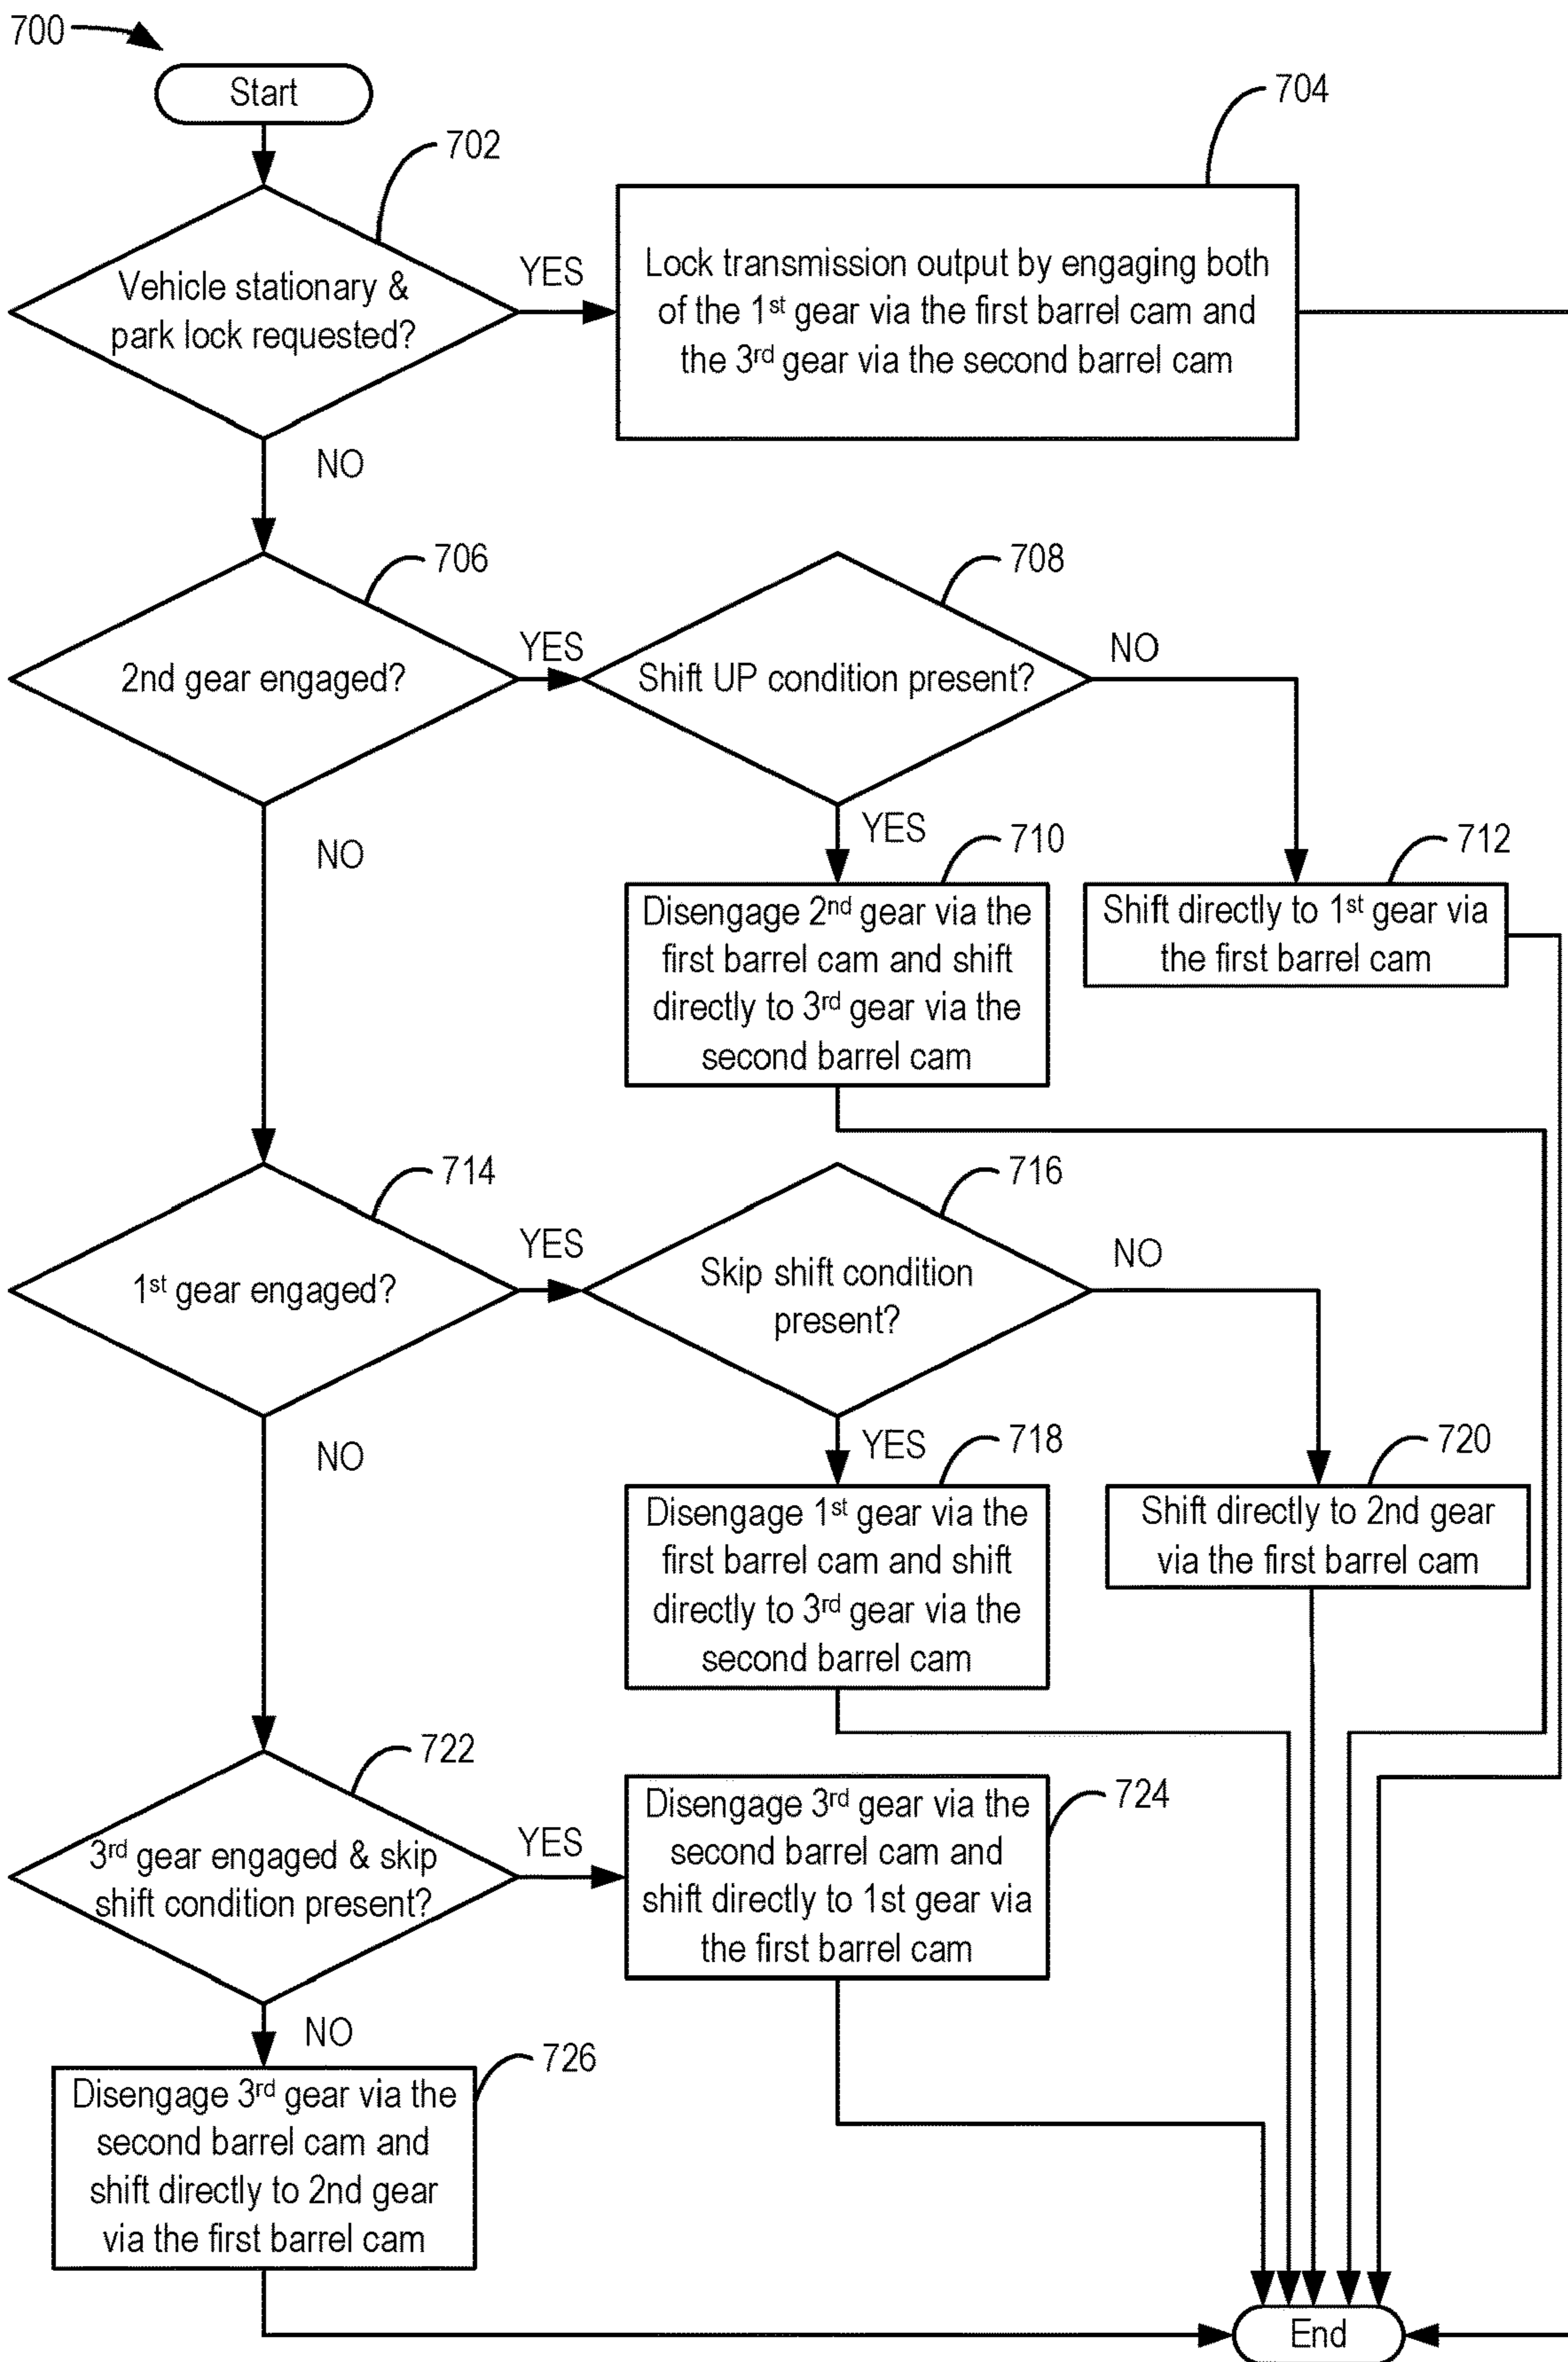 700
Start
702
704
Vehicle stationary &
park lock requested?
YES
Lock transmission output by engaging both
of the 1st gear via the first barrel cam and
the 3rd gear via the second barrel cam
NO
706
708
2nd gear engaged?
YES
Shift UP condition present?
NO
NO
YES
710
712
Disengage 2nd gear via the
first barrel cam and shift
directly to 3rd gear via the
second barrel cam
Shift directly to 1st gear via
the first barrel cam
714
716
1st gear engaged?
YES
Skip shift condition
present?
NO
NO
YES
718
720
Disengage 1st gear via the
first barrel cam and shift
directly to 3rd gear via the
second barrel cam
Shift directly to 2nd gear
via the first barrel cam
722
724
3rd gear engaged & skip
shift condition present?
YES
Disengage 3rd gear via the
second barrel cam and
shift directly to 1st gear via
the first barrel cam
NO
726
Disengage 3rd gear via the
second barrel cam and
shift directly to 2nd gear
via the first barrel cam
End